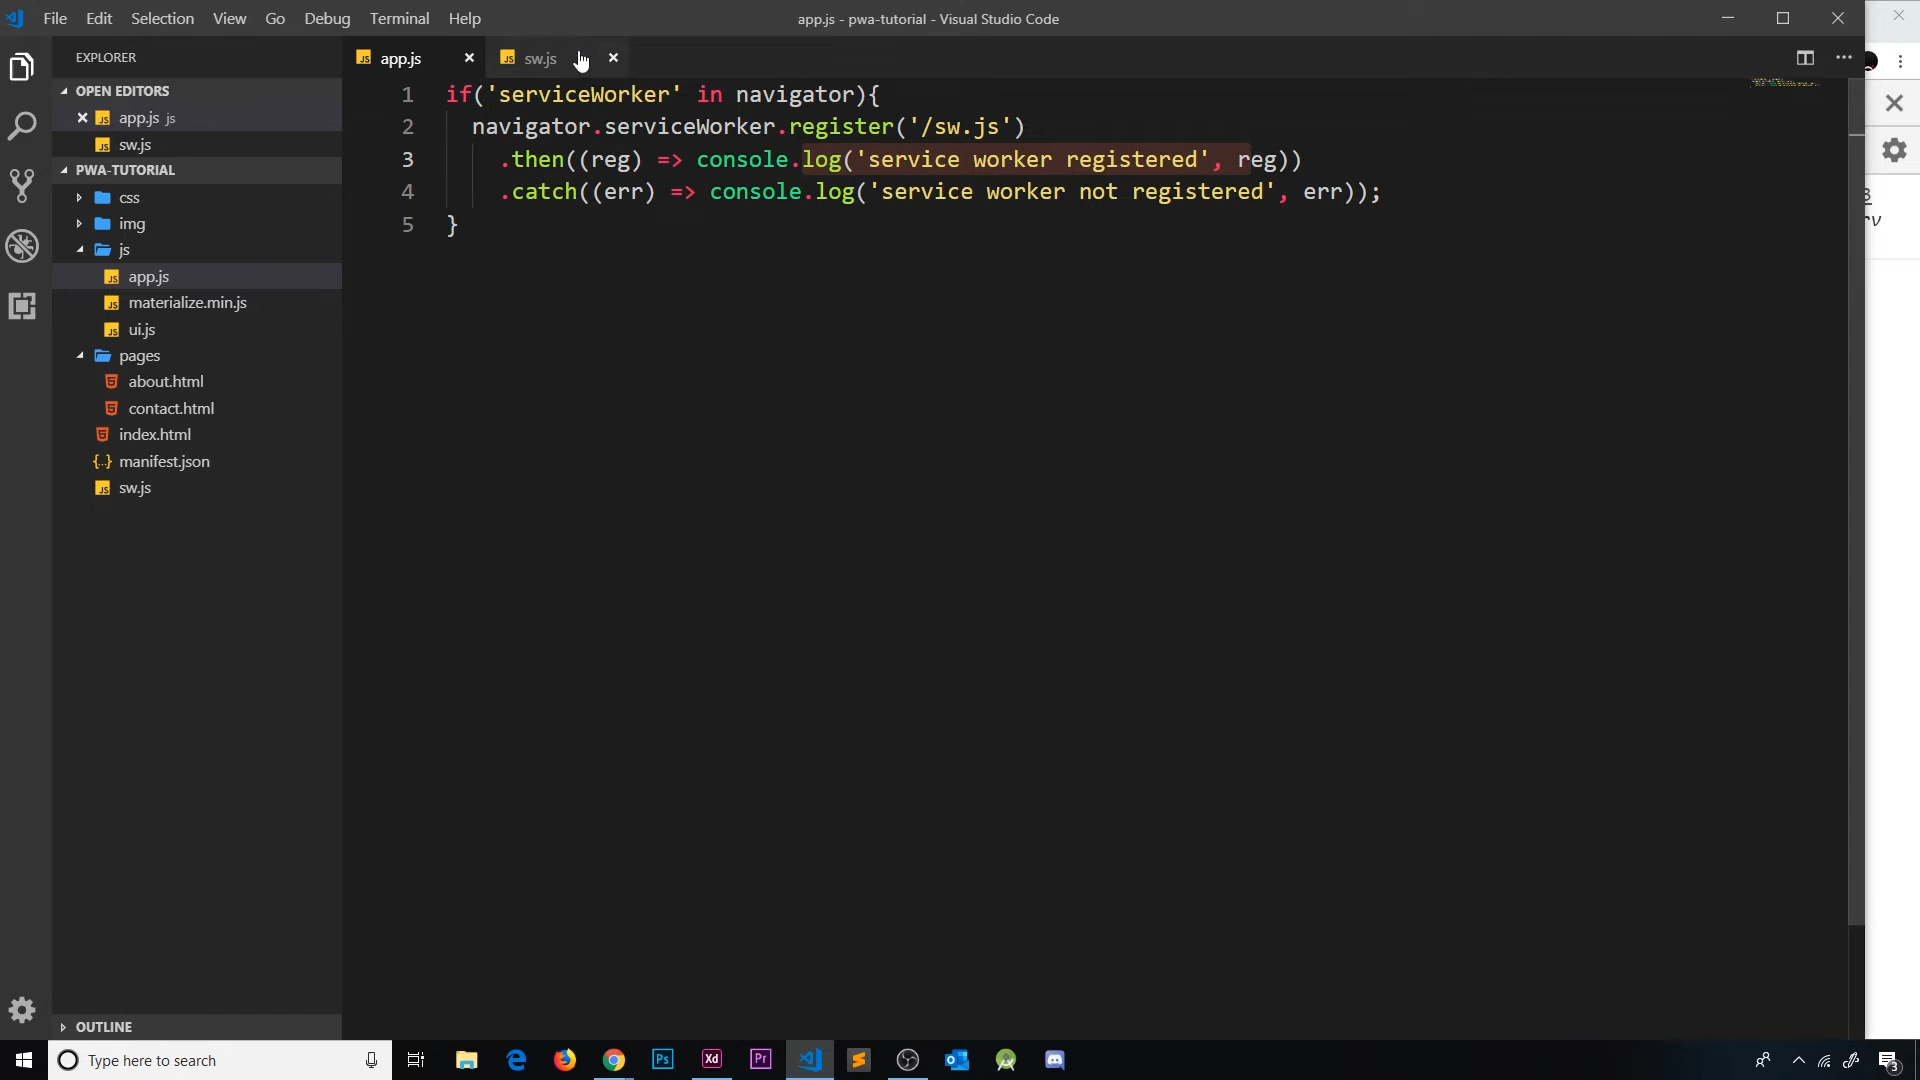 File Edit Selection View Go Debug Terminal Help
app.js - pwa-tutorial - Visual Studio Code
EXPLORER
OPEN EDITORS
app.js js
sw.js
PWA-TUTORIAL
css
img
js
app.js
materialize.min.js
ui.js
pages
about.html
contact.html
index.html
manifest.json
sw.js
OUTLINE
app.js
sw.js
1 if('serviceWorker' in navigator){
2 navigator.serviceWorker.register('/sw.js')
3 .then((reg) => console.log('service worker registered', reg))
4 .catch((err) => console.log('service worker not registered', err));
5 }
Type here to search
Ps
Xd
Pr
3